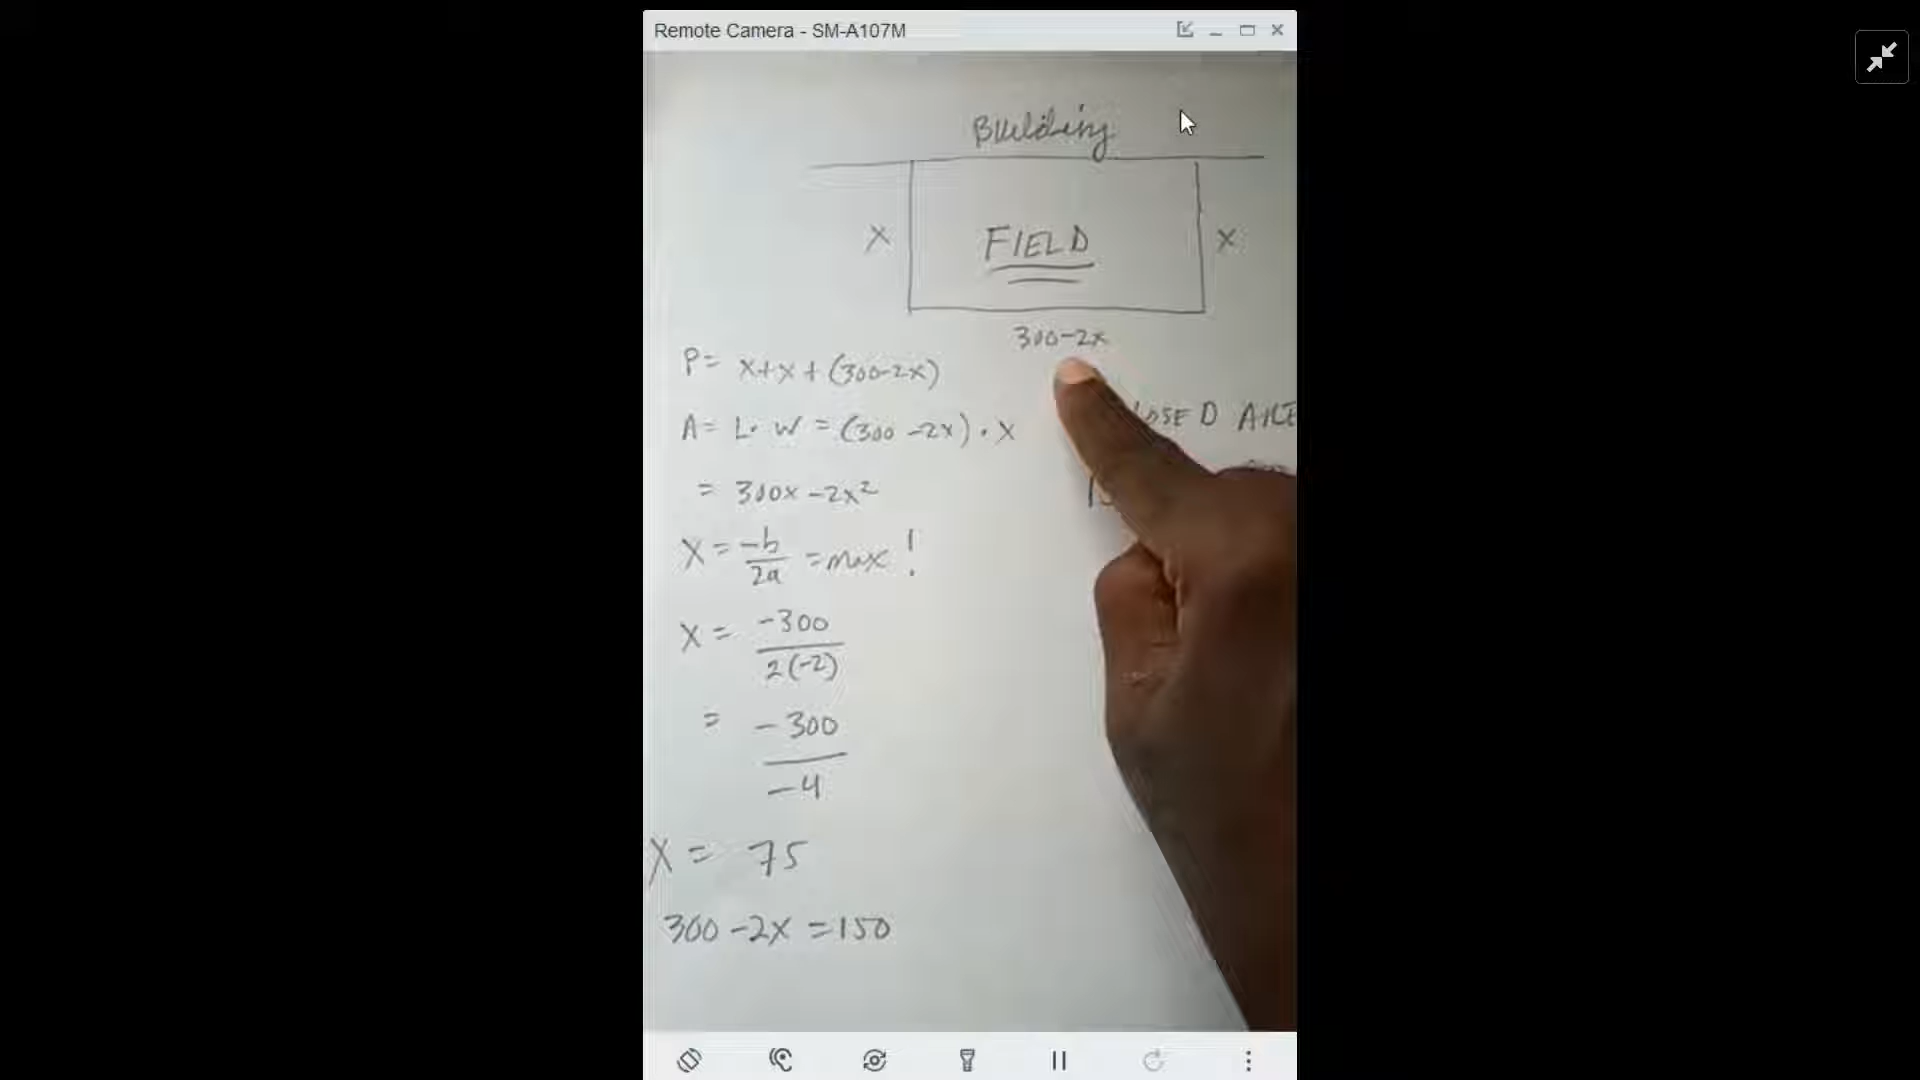 Remote Camera - SM-A107M
Building
X FIELD X
300-2x
P= x+x+(300-2x)
A= L. W = (300 -2x) . X
= 300x -2x²
X = -b/2a = max !
X = -300/2(-2)
= -300/-4
X = 75
300 -2X =150